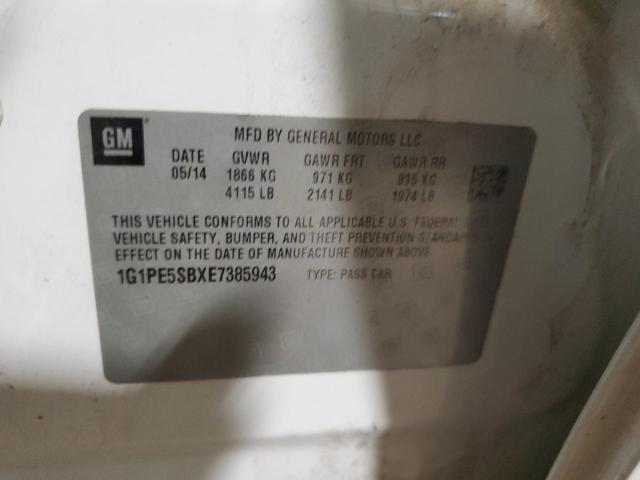 GM
MFD BY GENERAL MOTORS LLC
DATE GVWR GAWR FRT GAWR RR
05/14 1866 KG 971 KG 895 KG
4115 LB 2141 LB 1974 LB
THIS VEHICLE CONFORMS TO ALL APPLICABLE U.S. FEDERAL
VEHICLE SAFETY, BUMPER, AND THEFT PREVENTION STANDARDS
EFFECT ON THE DATE OF MANUFACTURE SHOWN ABOVE
1G1PE5SBXE7385943 TYPE: PASS CAR